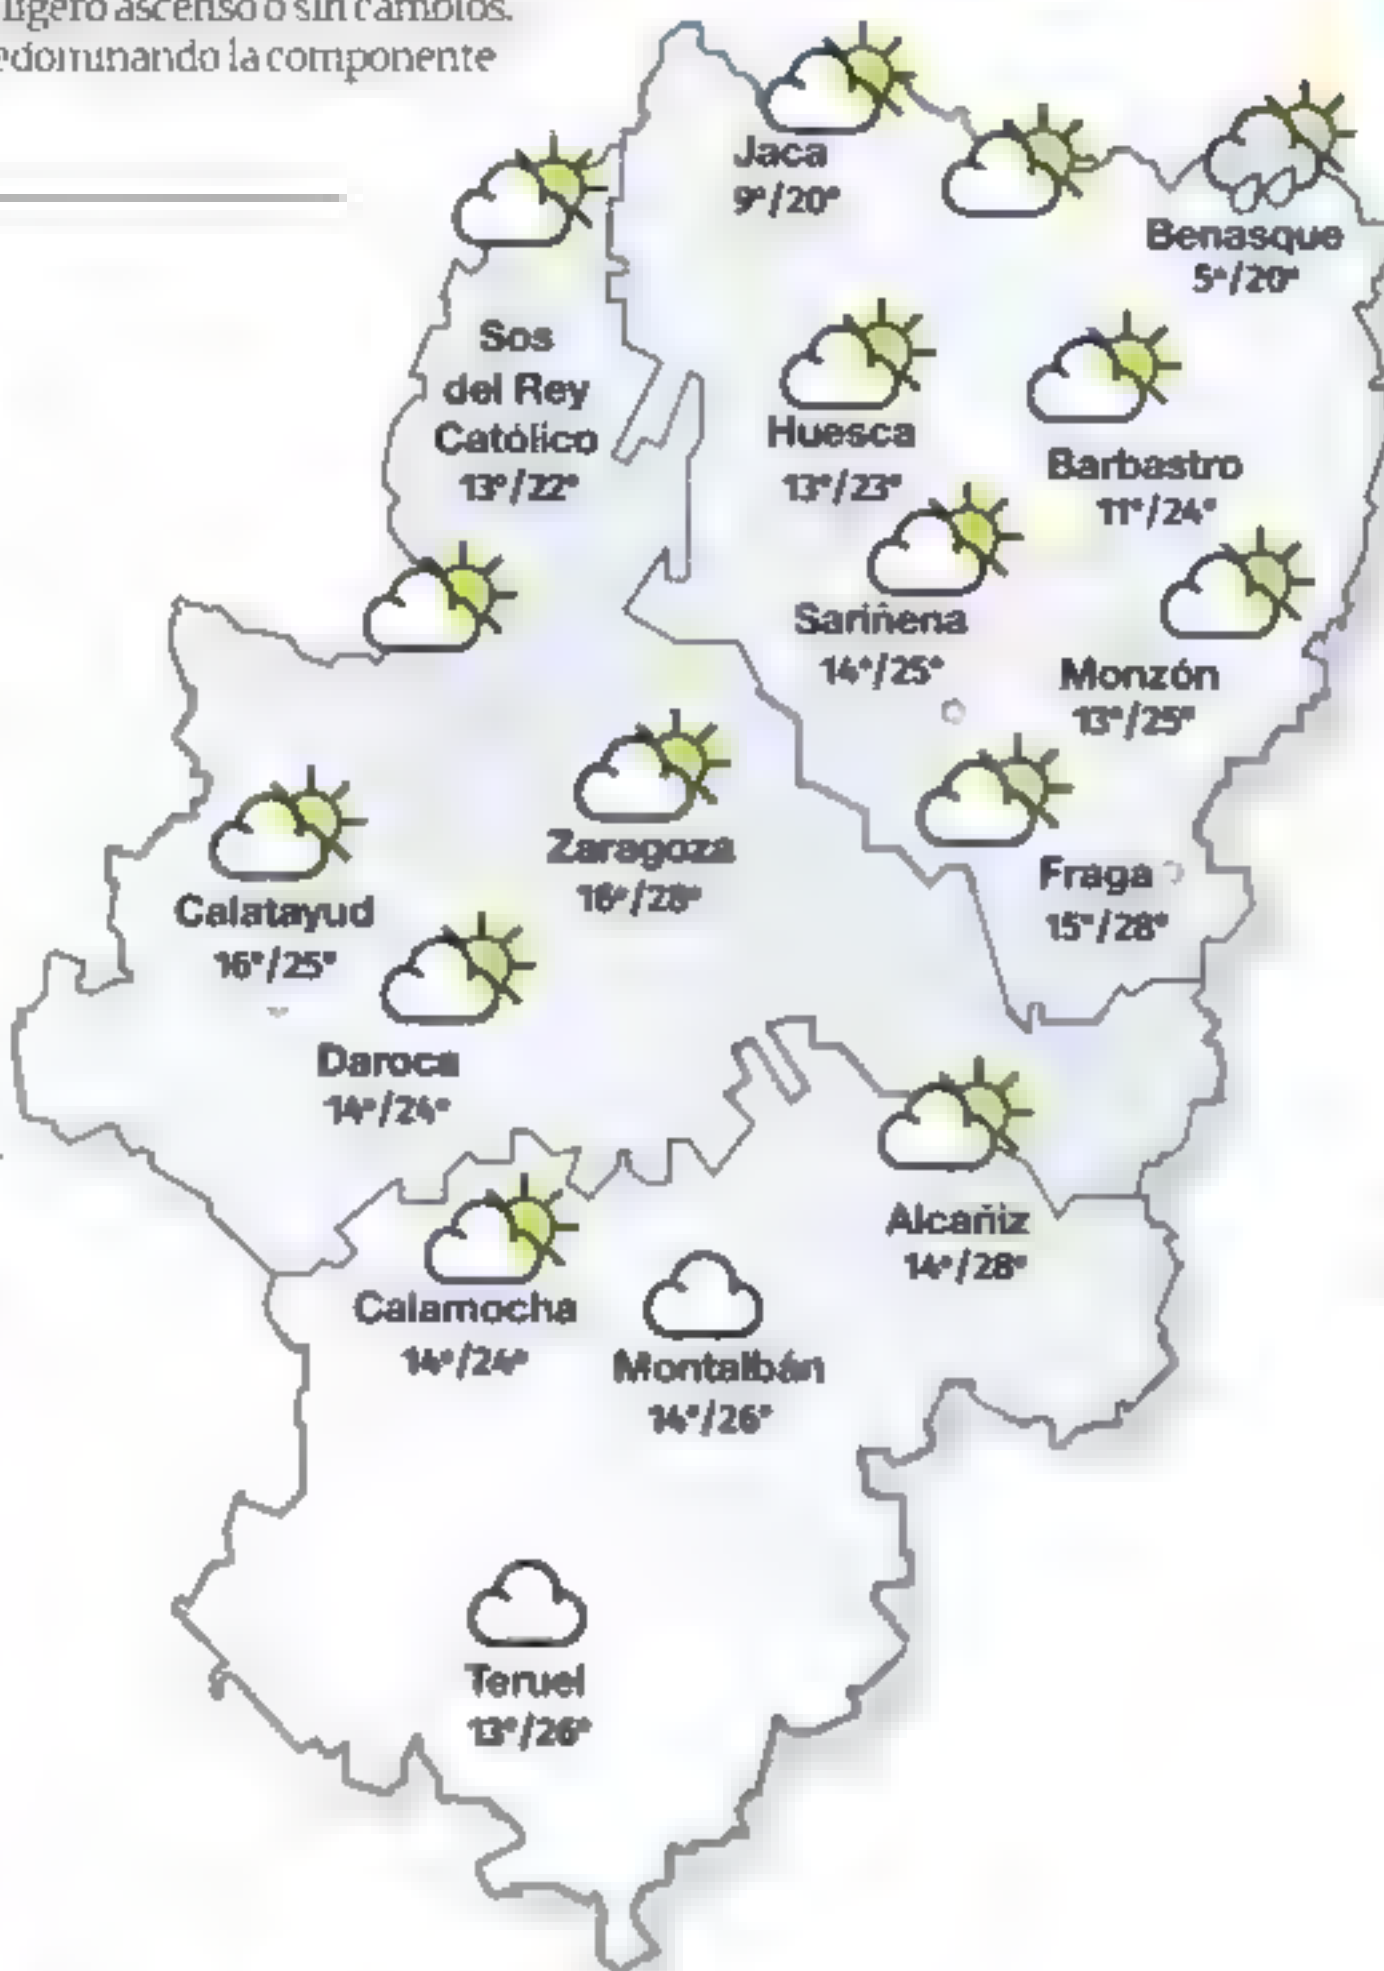 ligero ascenso o sin cambios.
edominando la componente
Jaca
9°/20°
Benasque
5°/20°
Sos
del Rey
Católico
13°/22°
Huesca
13°/23°
Barbastro
11°/24°
Sariñena
14°/25°
Monzón
13°/25°
Zaragoza
16°/28°
Fraga
15°/28°
Calatayud
16°/25°
Daroca
14°/24°
Alcañiz
14°/28°
Calamocha
14°/24°
Montalbán
14°/26°
Teruel
13°/26°